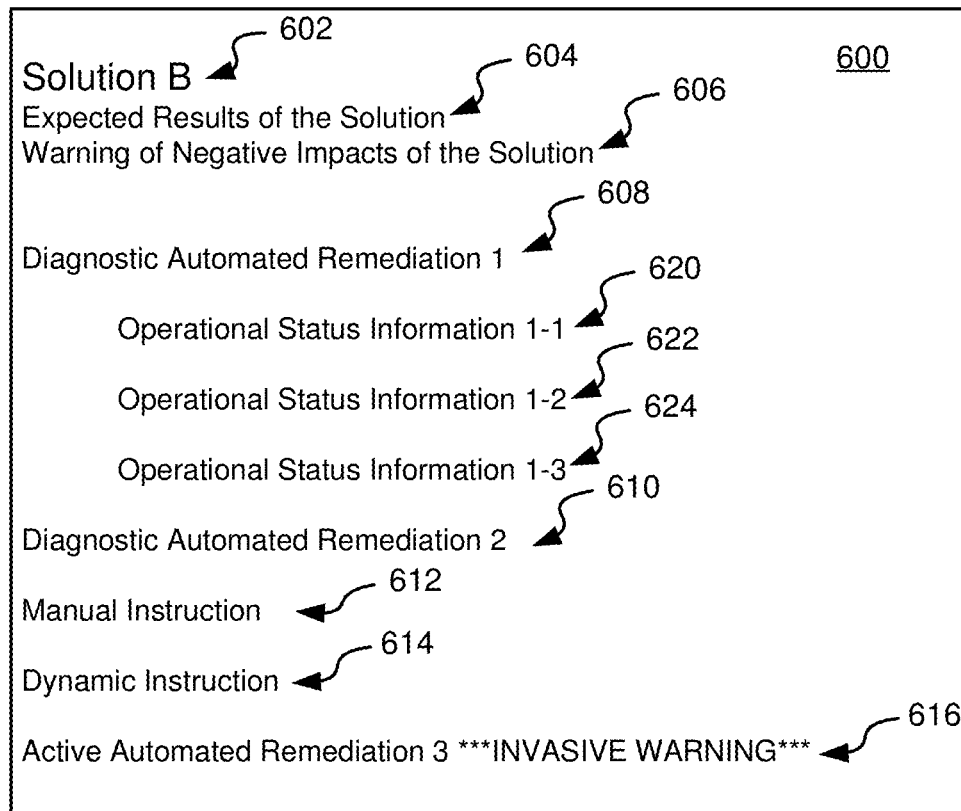 602
600
Solution B
604
Expected Results of the Solution
606
Warning of Negative Impacts of the Solution
608
Diagnostic Automated Remediation 1
620
Operational Status Information 1-1
622
Operational Status Information 1-2
624
Operational Status Information 1-3
610
Diagnostic Automated Remediation 2
612
Manual Instruction
614
Dynamic Instruction
616
Active Automated Remediation 3 ***INVASIVE WARNING***